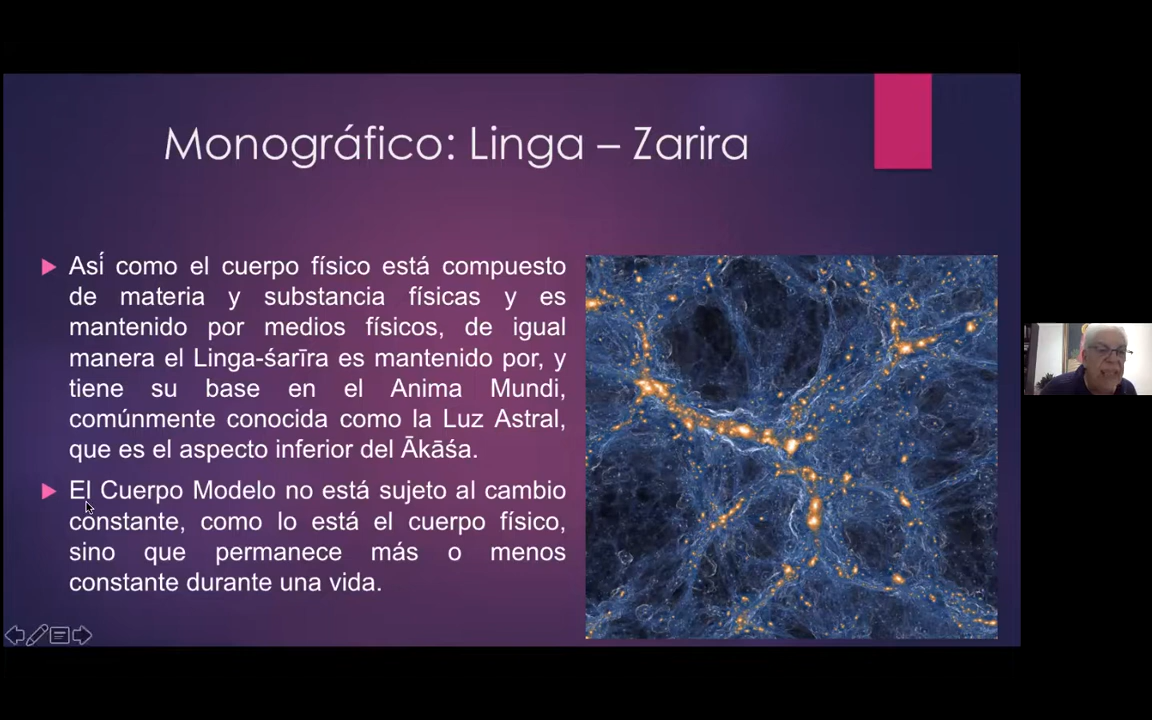 Monográfico: Linga – Zarira
Así como el cuerpo físico está compuesto
de materia y substancia físicas y es
mantenido por medios físicos, de igual
manera el Linga-śarīra es mantenido por, y
tiene su base en el Anima Mundi,
comúnmente conocida como la Luz Astral,
que es el aspecto inferior del Ākāśa.
El Cuerpo Modelo no está sujeto al cambio
constante, como lo está el cuerpo físico,
sino que permanece más o menos
constante durante una vida.